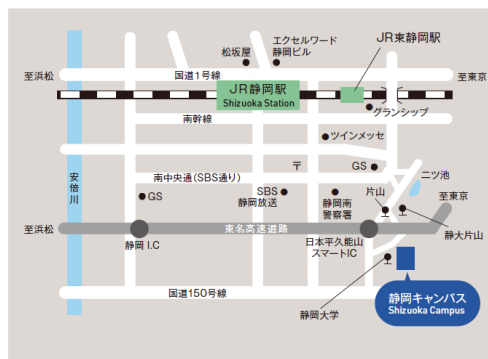 エクセルワード
静岡ビル
松坂屋
JR東静岡駅
国道1号線
至浜松
至東京
JR静岡駅
Shizuoka Station
グランシップ
南幹線
ツインメッセ
〒
GS
南中央通(SBS通り)
二ツ池
安倍川
GS
SBS
静岡放送
静岡南
警察署
片山
至東京
至浜松
東名高速道路
静大片山
静岡 I.C
日本平久能山
スマートIC
国道150号線
静岡大学
静岡キャンパス
Shizuoka Campus